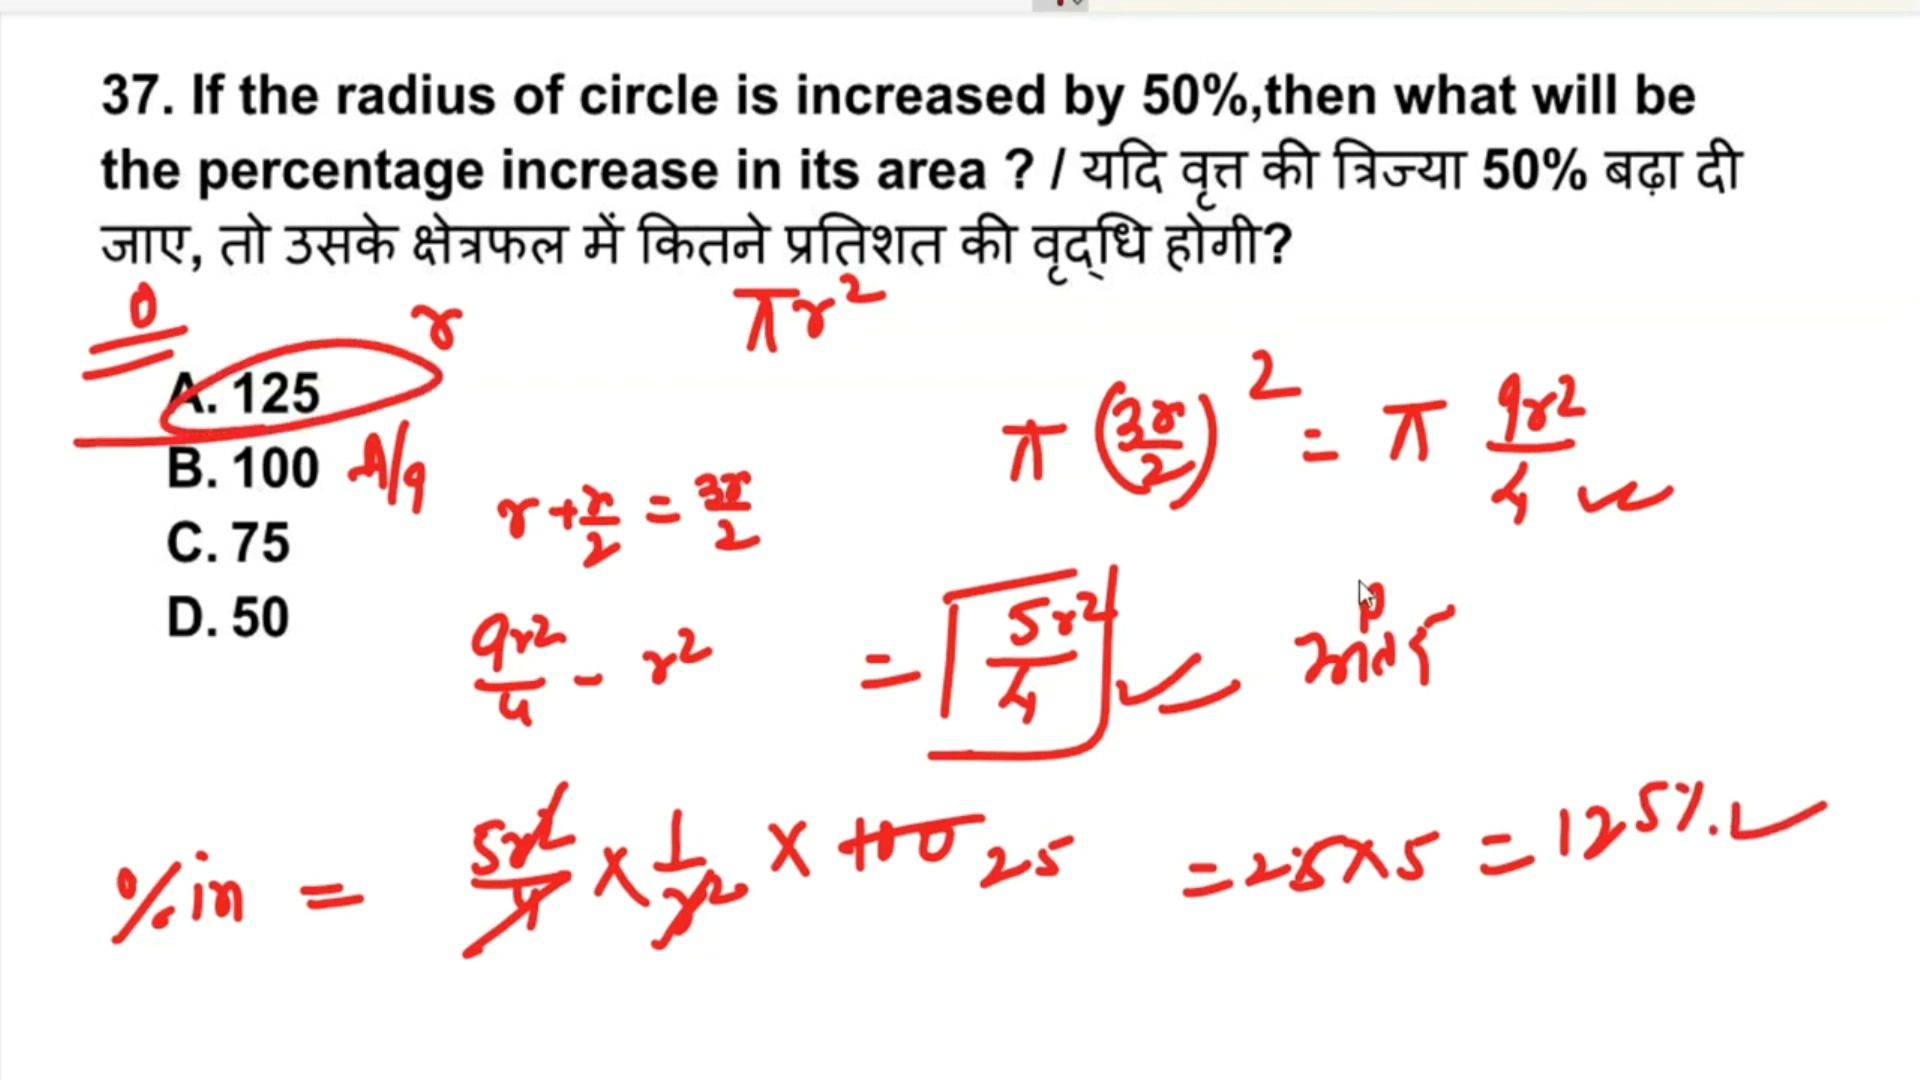 37. If the radius of circle is increased by 50%,then what will be
the percentage increase in its area ? / यदि वृत्त की त्रिज्या 50% बढ़ा दी
जाए, तो उसके क्षेत्रफल में कितने प्रतिशत की वृद्धि होगी?
r πr²
A. 125
π(3r/2)² = π 9r²/4
B. 100 A/q
r + r/2 = 3r/2
C. 75
D. 50
9r²/4 - r² = 5r²/4
% in = 5r²/4 × 1/r² × 100 25 = 25×5 = 125%